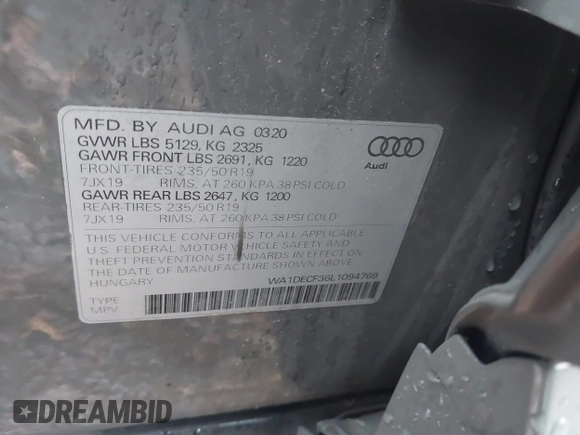 MFD. BY AUDI AG 03.20
GVWR LBS 5129, KG 2325
GAWR FRONT LBS 2691, KG 1220
FRONT-TIRES 235/50 R19
7JX19 RIMS, AT 260 KPA 38 PSI COLD
GAWR REAR LBS 2647, KG 1200
REAR-TIRES 235/50 R19
7JX19 RIMS, AT 260 KPA 38 PSI COLD
Audi
THIS VEHICLE CONFORMS TO ALL APPLICABLE
U.S. FEDERAL MOTOR VEHICLE SAFETY AND
THEFT PREVENTION STANDARDS IN EFFECT ON
THE DATE OF MANUFACTURE SHOWN ABOVE
HUNGARY
WA1DECF36L1094769
TYPE
MPV
DREAMBID